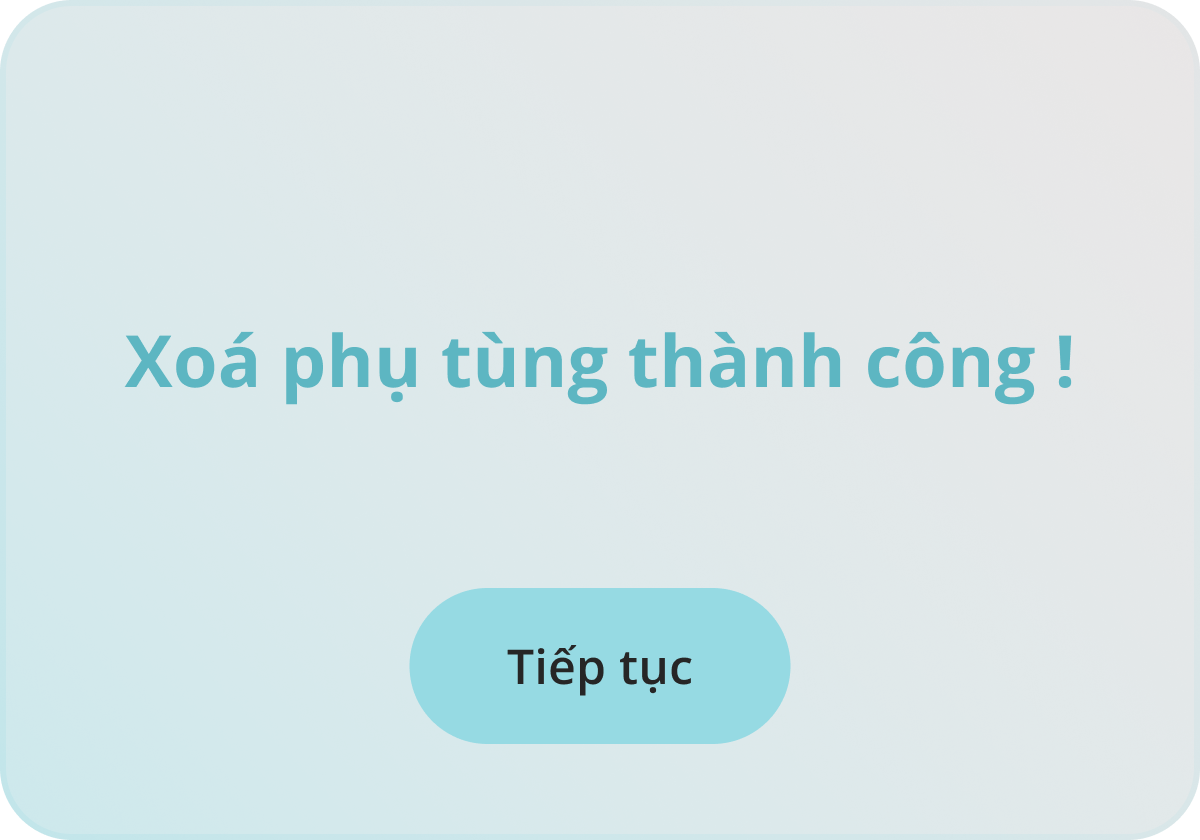 Xoá phụ tùng thành công !
Tiếp tục